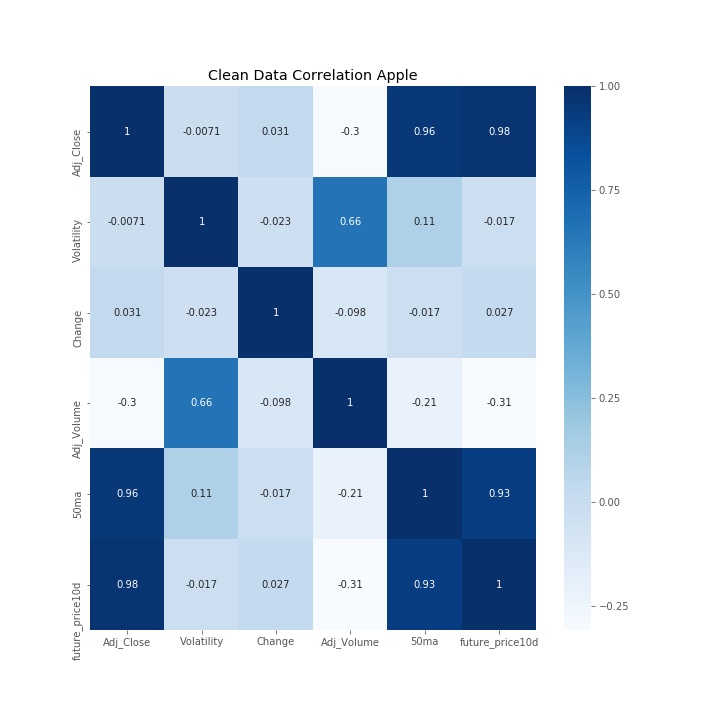 Clean Data Correlation Apple
Adj_Close 1 -0.0071 0.031 -0.3 0.96 0.98
Volatility -0.0071 1 -0.023 0.66 0.11 -0.017
Change 0.031 -0.023 1 -0.098 -0.017 0.027
Adj_Volume -0.3 0.66 -0.098 1 -0.21 -0.31
50ma 0.96 0.11 -0.017 -0.21 1 0.93
future_price10d 0.98 -0.017 0.027 -0.31 0.93 1
Adj_Close Volatility Change Adj_Volume 50ma future_price10d
1.00
0.75
0.50
0.25
0.00
−0.25